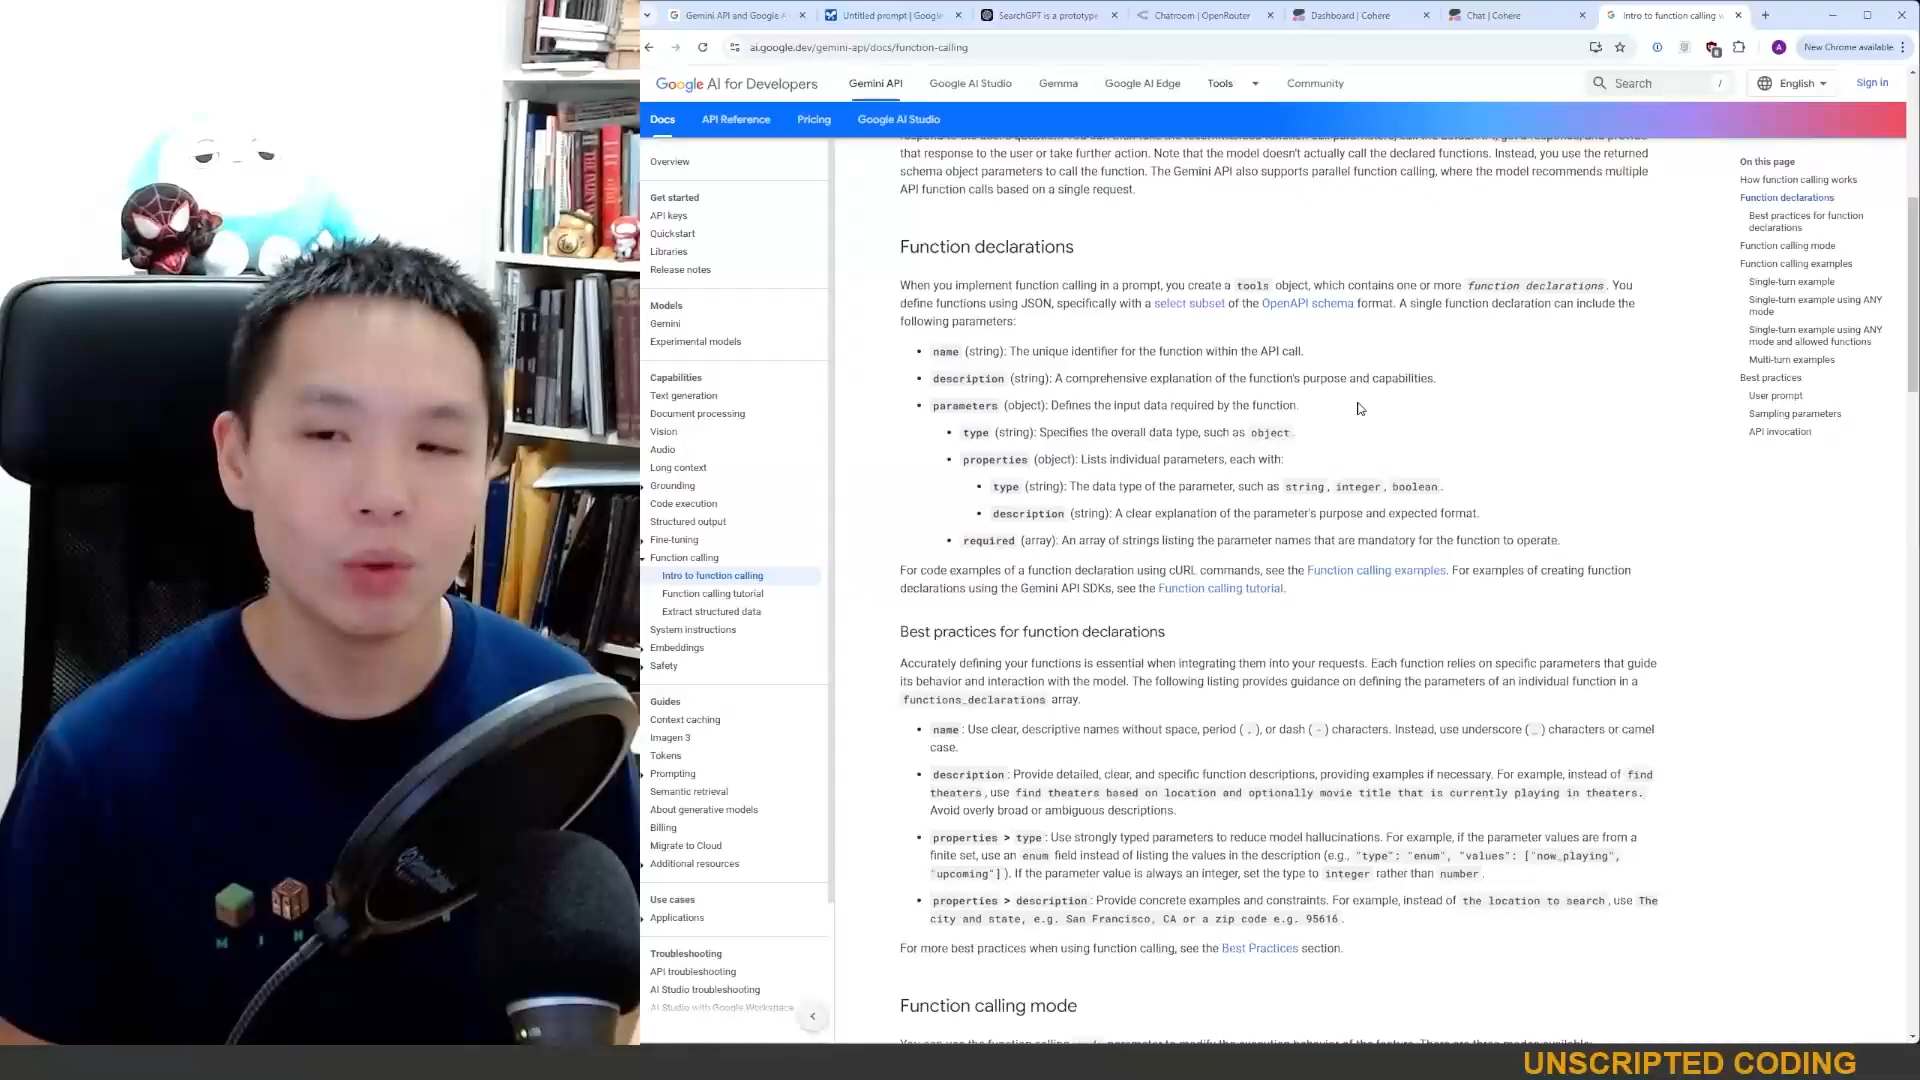 Gemini API and Google A
Untitled prompt | Google
SearchGPT is a prototype
Chatroom | OpenRouter
Dashboard | Cohere
Chat | Cohere
Intro to function calling v
ai.google.dev/gemini-api/docs/function-calling
New Chrome available
Google AI for Developers
Gemini API
Google AI Studio
Gemma
Google AI Edge
Tools
Community
Search
/
English
Sign in
Docs
API Reference
Pricing
Google AI Studio
Overview
Get started
API keys
Quickstart
Libraries
Release notes
Models
Gemini
Experimental models
Capabilities
Text generation
Document processing
Vision
Audio
Long context
Grounding
Code execution
Structured output
Fine-tuning
Function calling
Intro to function calling
Function calling tutorial
Extract structured data
System instructions
Embeddings
Safety
Guides
Context caching
Imagen 3
Tokens
Prompting
Semantic retrieval
About generative models
Billing
Migrate to Cloud
Additional resources
Use cases
Applications
Troubleshooting
API troubleshooting
AI Studio troubleshooting
AI Studio with Google Workspace
that response to the user or take further action. Note that the model doesn't actually call the declared functions. Instead, you use the returned
schema object parameters to call the function. The Gemini API also supports parallel function calling, where the model recommends multiple
API function calls based on a single request.
Function declarations
When you implement function calling in a prompt, you create a tools object, which contains one or more function declarations. You
define functions using JSON, specifically with a select subset of the OpenAPI schema format. A single function declaration can include the
following parameters:
• name (string): The unique identifier for the function within the API call.
• description (string): A comprehensive explanation of the function's purpose and capabilities.
• parameters (object): Defines the input data required by the function.
• type (string): Specifies the overall data type, such as object.
• properties (object): Lists individual parameters, each with:
• type (string): The data type of the parameter, such as string, integer, boolean.
• description (string): A clear explanation of the parameter's purpose and expected format.
• required (array): An array of strings listing the parameter names that are mandatory for the function to operate.
For code examples of a function declaration using cURL commands, see the Function calling examples. For examples of creating function
declarations using the Gemini API SDKs, see the Function calling tutorial.
Best practices for function declarations
Accurately defining your functions is essential when integrating them into your requests. Each function relies on specific parameters that guide
its behavior and interaction with the model. The following listing provides guidance on defining the parameters of an individual function in a
functions_declarations array.
• name: Use clear, descriptive names without space, period (.), or dash (-) characters. Instead, use underscore (_) characters or camel
case.
• description: Provide detailed, clear, and specific function descriptions, providing examples if necessary. For example, instead of find
theaters, use find theaters based on location and optionally movie title that is currently playing in theaters.
Avoid overly broad or ambiguous descriptions.
• properties > type: Use strongly typed parameters to reduce model hallucinations. For example, if the parameter values are from a
finite set, use an enum field instead of listing the values in the description (e.g., "type": "enum", "values": ["now_playing",
"upcoming"]). If the parameter value is always an integer, set the type to integer rather than number.
• properties > description: Provide concrete examples and constraints. For example, instead of the location to search, use The
city and state, e.g. San Francisco, CA or a zip code e.g. 95616.
For more best practices when using function calling, see the Best Practices section.
Function calling mode
On this page
How function calling works
Function declarations
Best practices for function
declarations
Function calling mode
Function calling examples
Single-turn example
Single-turn example using ANY
mode
Single-turn example using ANY
mode and allowed functions
Multi-turn examples
Best practices
User prompt
Sampling parameters
API invocation
UNSCRIPTED CODING